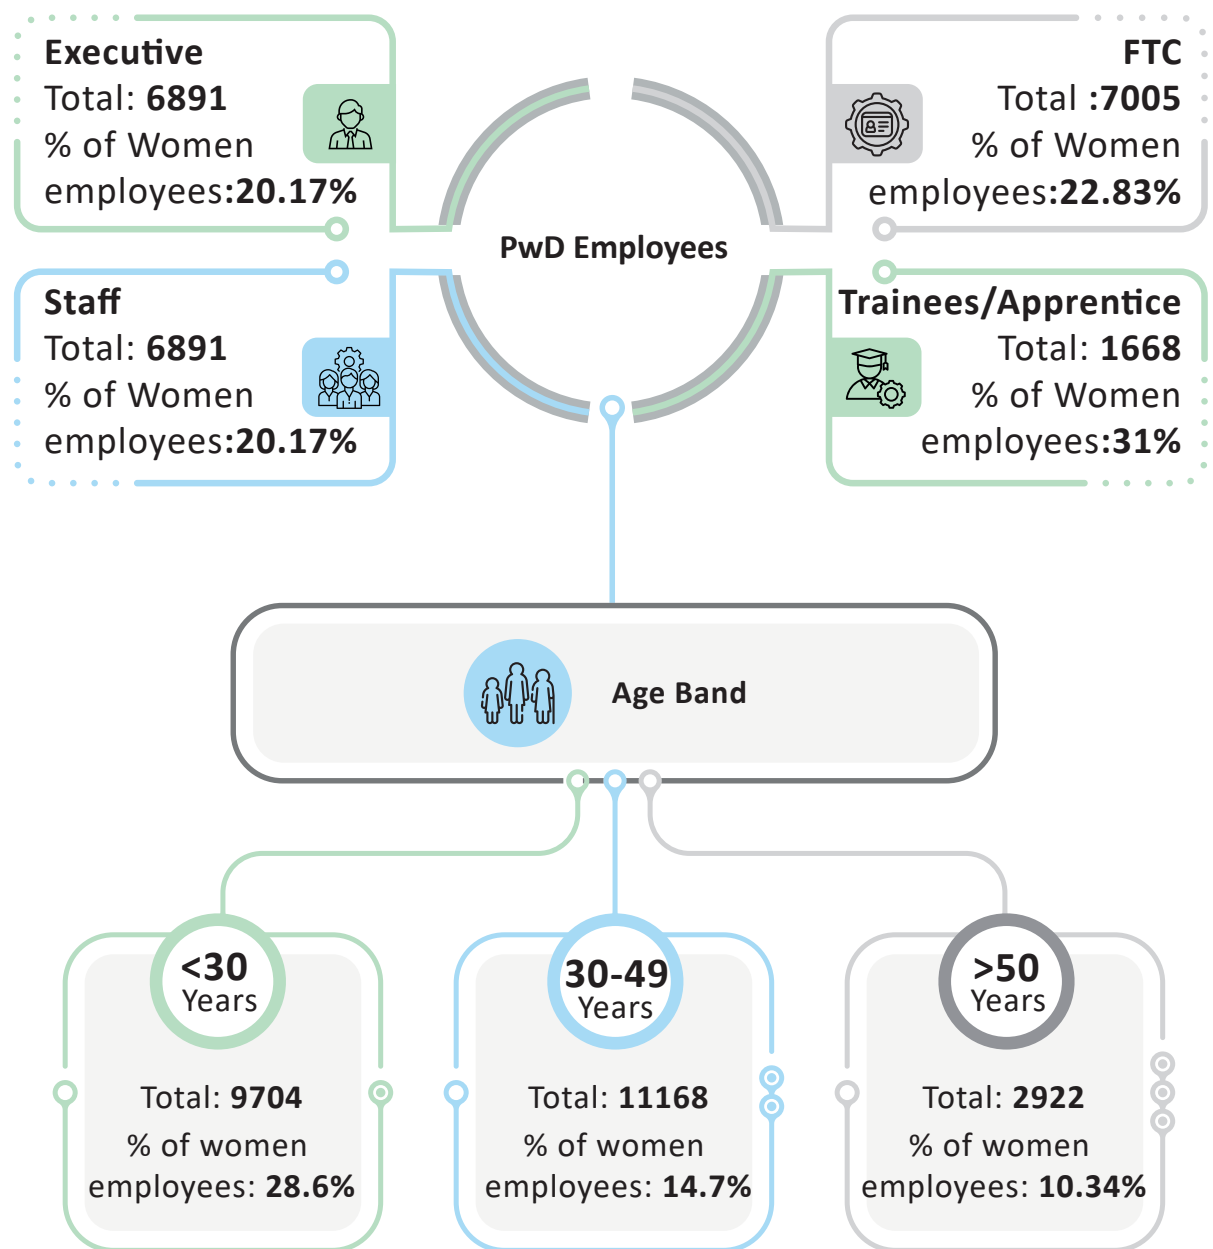 Executive
Total: 6891
% of Women
employees:20.17%
FTC
Total :7005
% of Women
employees:22.83%
PwD Employees
Staff
Total: 6891
% of Women
employees:20.17%
Trainees/Apprentice
Total: 1668
% of Women
employees:31%
Age Band
<30
Years
Total: 9704
% of women
employees: 28.6%
30-49
Years
Total: 11168
% of women
employees: 14.7%
>50
Years
Total: 2922
% of women
employees: 10.34%